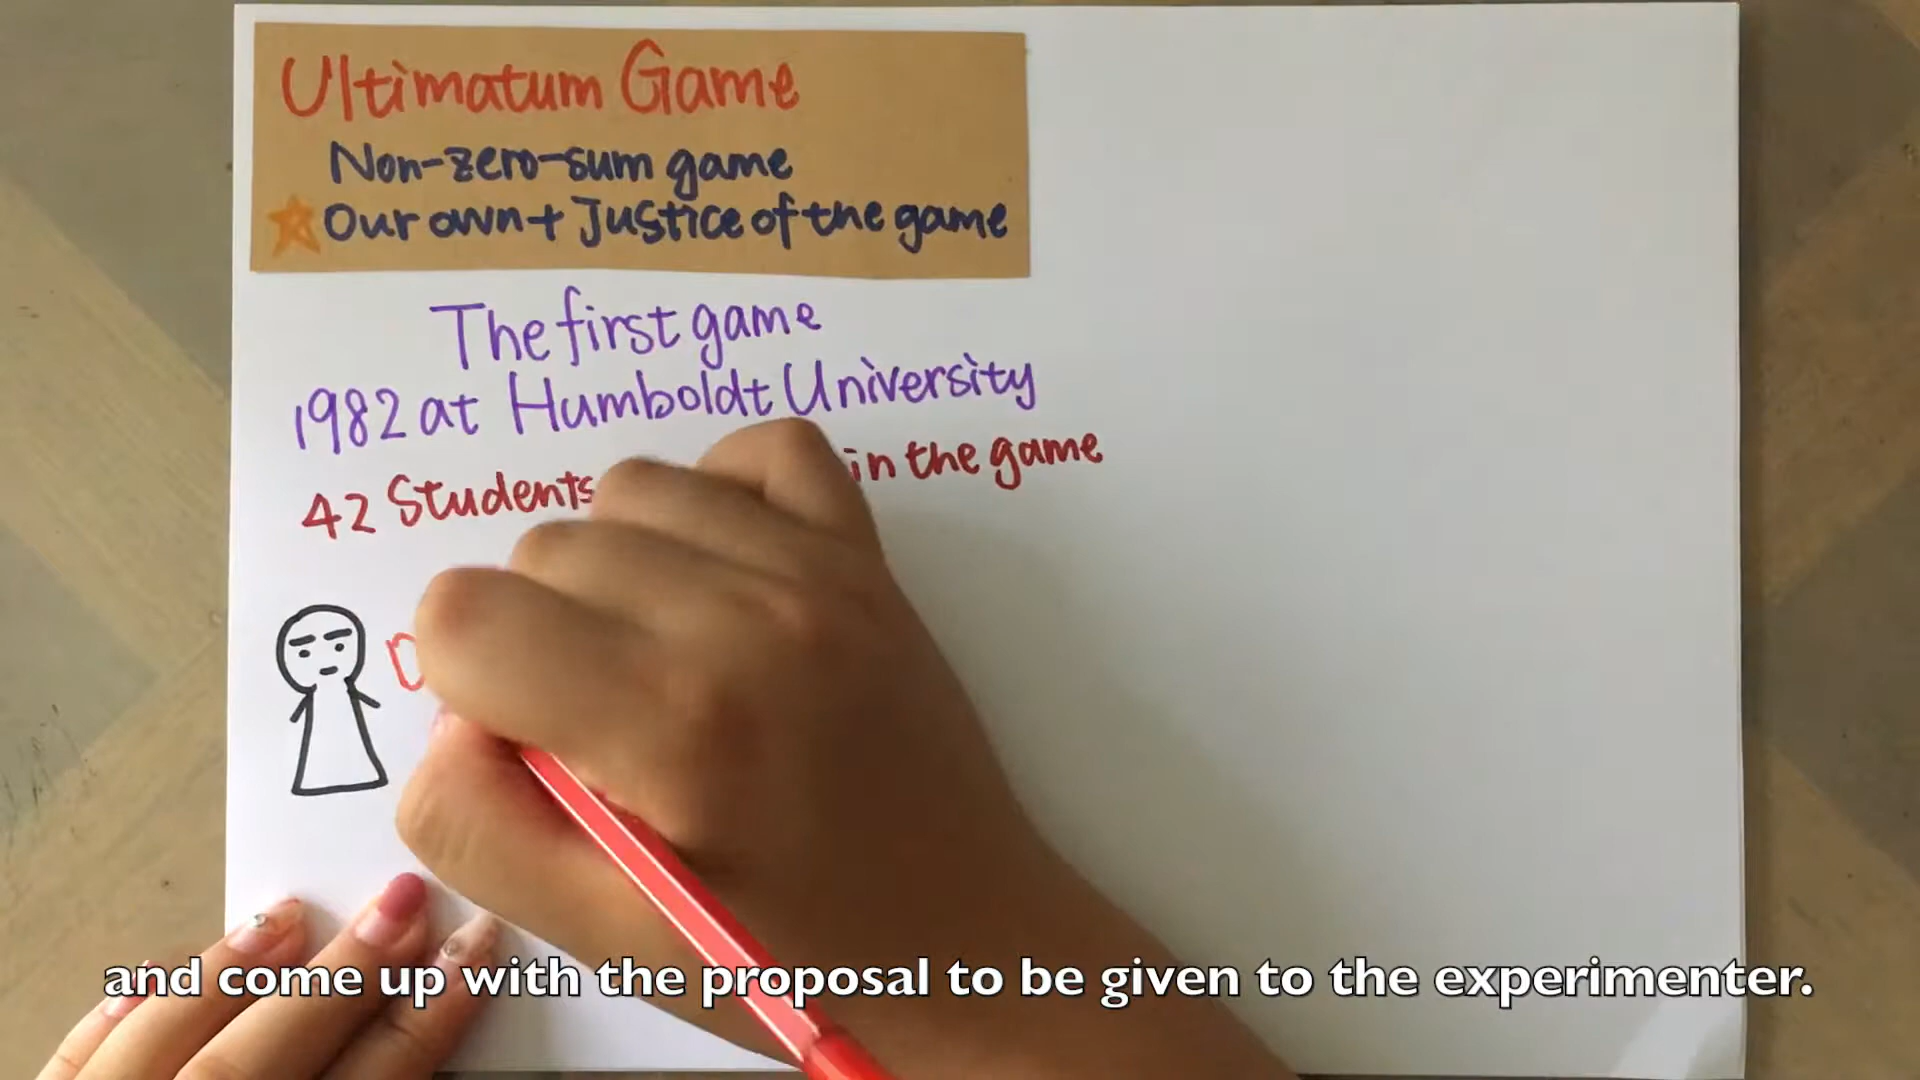 Ultimatum Game
Non-zero-sum game
Our own + Justice of the game
The first game
1982 at Humboldt University
42 Students in the game
and come up with the proposal to be given to the experimenter.